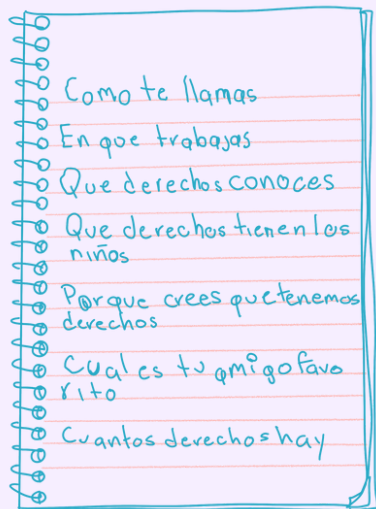 Como te llamas
En que trabajas
Que derechos conoces
Que derechos tienen los
niños
Porque crees que tenemos
derechos
Cual es tu amigo favo
rito
Cuantos derechos hay